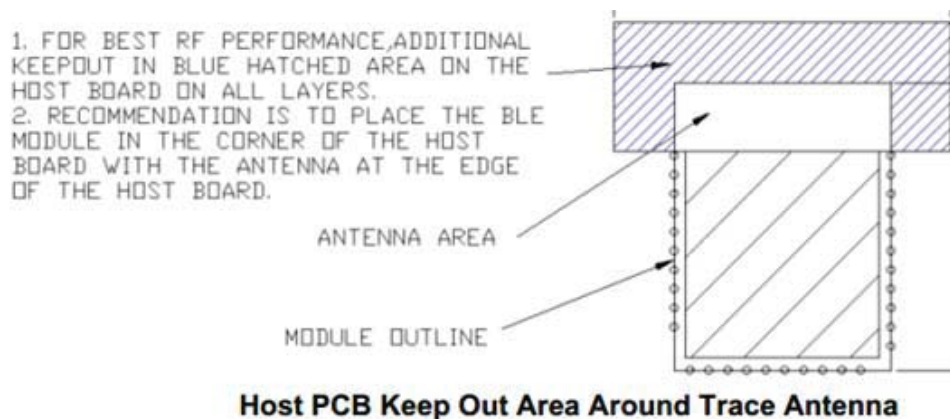 1. FOR BEST RF PERFORMANCE,ADDITIONAL
KEEPOUT IN BLUE HATCHED AREA ON THE
HOST BOARD ON ALL LAYERS.
2. RECOMMENDATION IS TO PLACE THE BLE
MODULE IN THE CORNER OF THE HOST
BOARD WITH THE ANTENNA AT THE EDGE
OF THE HOST BOARD.
ANTENNA AREA
MODULE OUTLINE
Host PCB Keep Out Area Around Trace Antenna